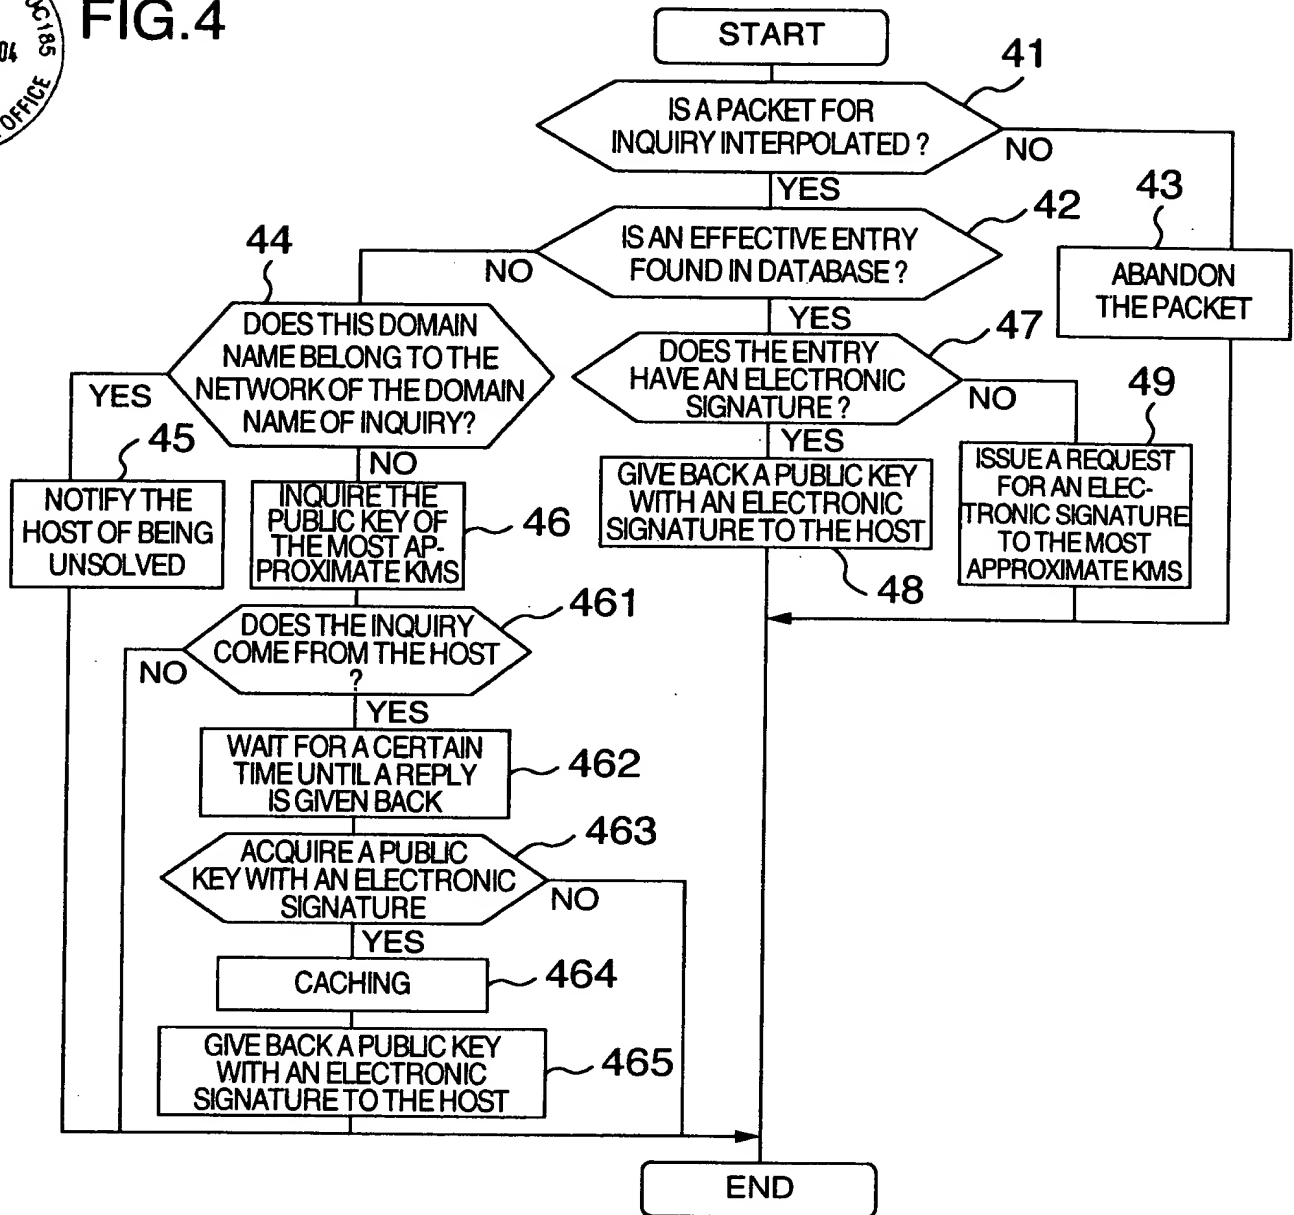 OC185
04
OFFICE
FIG.4
START
41
IS A PACKET FOR
INQUIRY INTERPOLATED ?
NO
YES
43
ABANDON
THE PACKET
42
IS AN EFFECTIVE ENTRY
FOUND IN DATABASE ?
NO
YES
44
DOES THIS DOMAIN
NAME BELONG TO THE
NETWORK OF THE DOMAIN
NAME OF INQUIRY?
YES
NO
47
DOES THE ENTRY
HAVE AN ELECTRONIC
SIGNATURE ?
NO
YES
49
ISSUE A REQUEST
FOR AN ELEC-
TRONIC SIGNATURE
TO THE MOST
APPROXIMATE KMS
45
NOTIFY THE
HOST OF BEING
UNSOLVED
INQUIRE THE
PUBLIC KEY OF
THE MOST AP-
PROXIMATE KMS
46
GIVE BACK A PUBLIC KEY
WITH AN ELECTRONIC
SIGNATURE TO THE HOST
48
461
DOES THE INQUIRY
COME FROM THE HOST
?
NO
YES
WAIT FOR A CERTAIN
TIME UNTIL A REPLY
IS GIVEN BACK
462
463
ACQUIRE A PUBLIC
KEY WITH AN ELECTRONIC
SIGNATURE
NO
YES
CACHING
464
GIVE BACK A PUBLIC KEY
WITH AN ELECTRONIC
SIGNATURE TO THE HOST
465
END